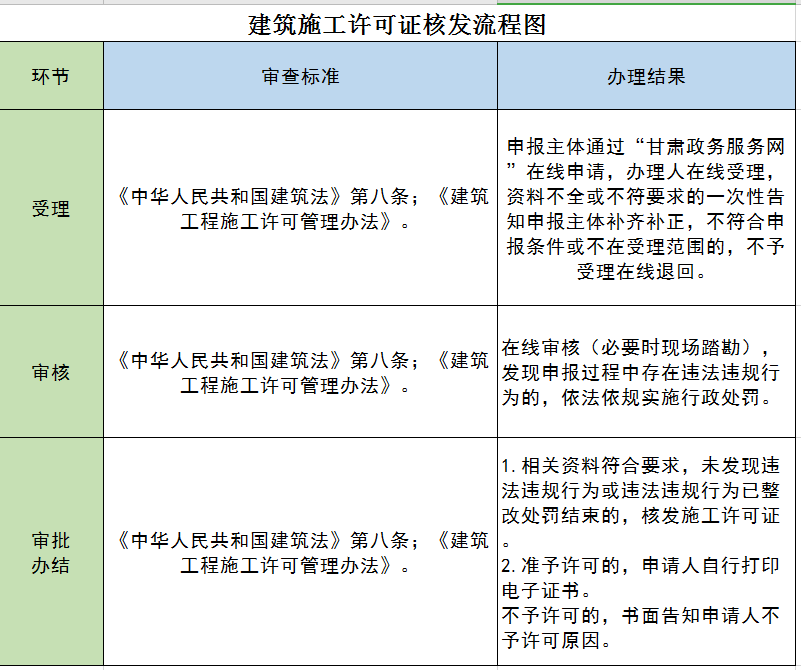 建筑施工许可证核发流程图
环节
审查标准
办理结果
受理
《中华人民共和国建筑法》第八条；《建筑
工程施工许可管理办法》。
申报主体通过“甘肃政务服务网
”在线申请，办理人在线受理，
资料不全或不符要求的一次性告
知申报主体补齐补正，不符合申
报条件或不在受理范围的，不予
受理在线退回。
审核
《中华人民共和国建筑法》第八条；《建筑
工程施工许可管理办法》。
在线审核（必要时现场踏勘），
发现申报过程中存在违法违规行
为的，依法依规实施行政处罚。
审批
办结
《中华人民共和国建筑法》第八条；《建筑
工程施工许可管理办法》。
1.相关资料符合要求，未发现违
法违规行为或违法违规行为已整
改处罚结束的，核发施工许可证
。
2.准予许可的，申请人自行打印
电子证书。
不予许可的，书面告知申请人不
予许可原因。